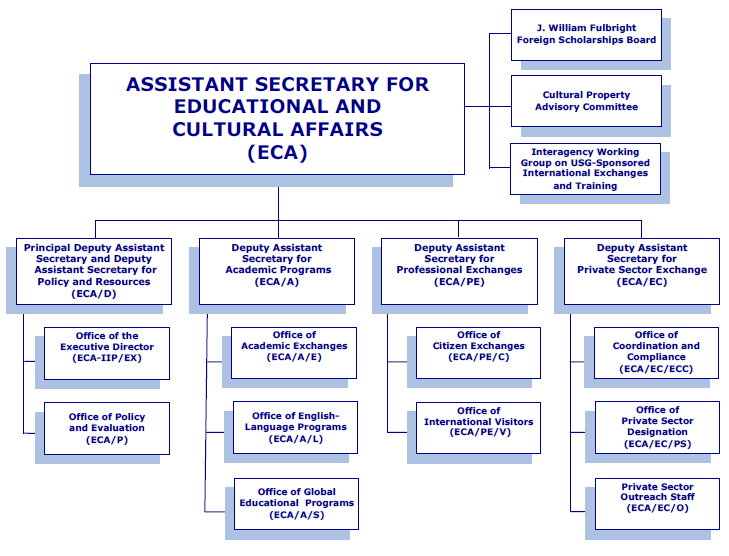 J. William Fulbright
Foreign Scholarships Board
ASSISTANT SECRETARY FOR
EDUCATIONAL AND
CULTURAL AFFAIRS
(ECA)
Cultural Property
Advisory Committee
Interagency Working
Group on USG-Sponsored
International Exchanges
and Training
Principal Deputy Assistant
Secretary and Deputy
Assistant Secretary for
Policy and Resources
(ECA/D)
Deputy Assistant
Secretary for
Academic Programs
(ECA/A)
Deputy Assistant
Secretary for
Professional Exchanges
(ECA/PE)
Deputy Assistant
Secretary for
Private Sector Exchange
(ECA/EC)
Office of the
Executive Director
(ECA-IIP/EX)
Office of
Academic Exchanges
(ECA/A/E)
Office of
Citizen Exchanges
(ECA/PE/C)
Office of
Coordination and
Compliance
(ECA/EC/ECC)
Office of Policy
and Evaluation
(ECA/P)
Office of English-
Language Programs
(ECA/A/L)
Office of
International Visitors
(ECA/PE/V)
Office of
Private Sector
Designation
(ECA/EC/PS)
Office of Global
Educational Programs
(ECA/A/S)
Private Sector
Outreach Staff
(ECA/EC/O)